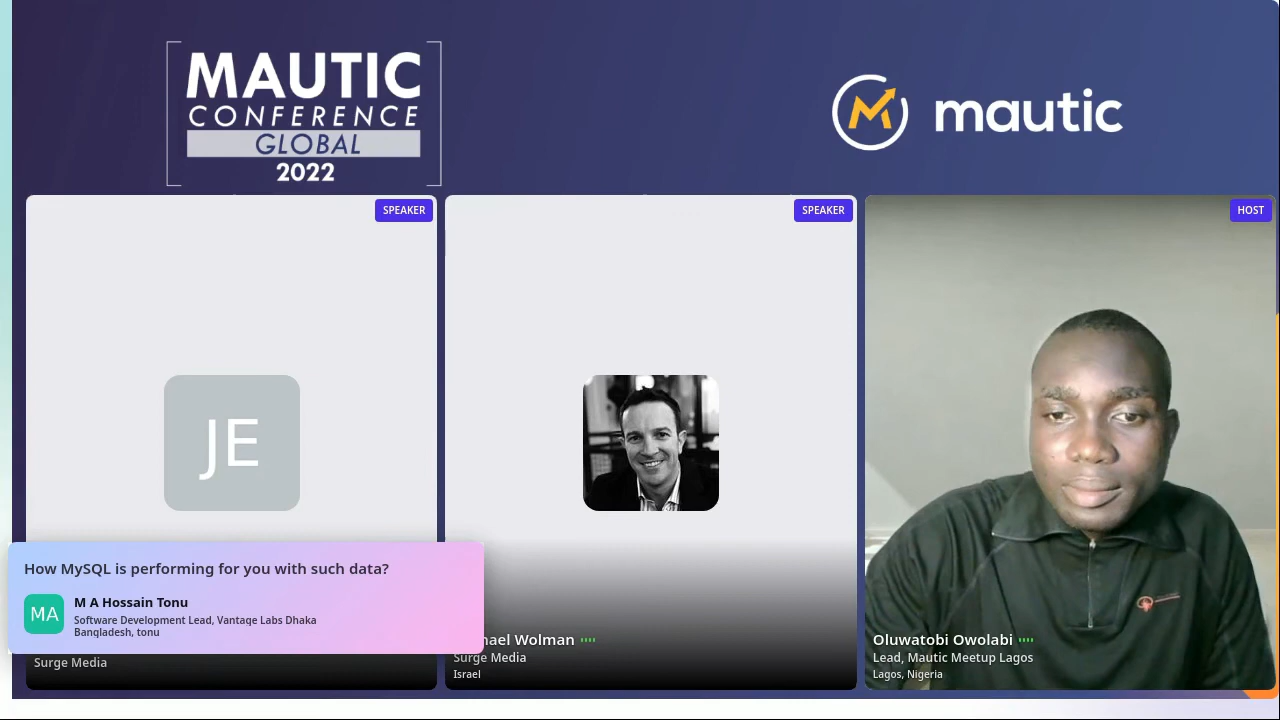 MAUTIC
CONFERENCE
GLOBAL
2022
mautic
SPEAKER
SPEAKER
HOST
JE
How MySQL is performing for you with such data?
MA
M A Hossain Tonu
Software Development Lead, Vantage Labs Dhaka
Bangladesh, tonu
Surge Media
Wolman
Surge Media
Israel
Oluwatobi Owolabi
Lead, Mautic Meetup Lagos
Lagos, Nigeria